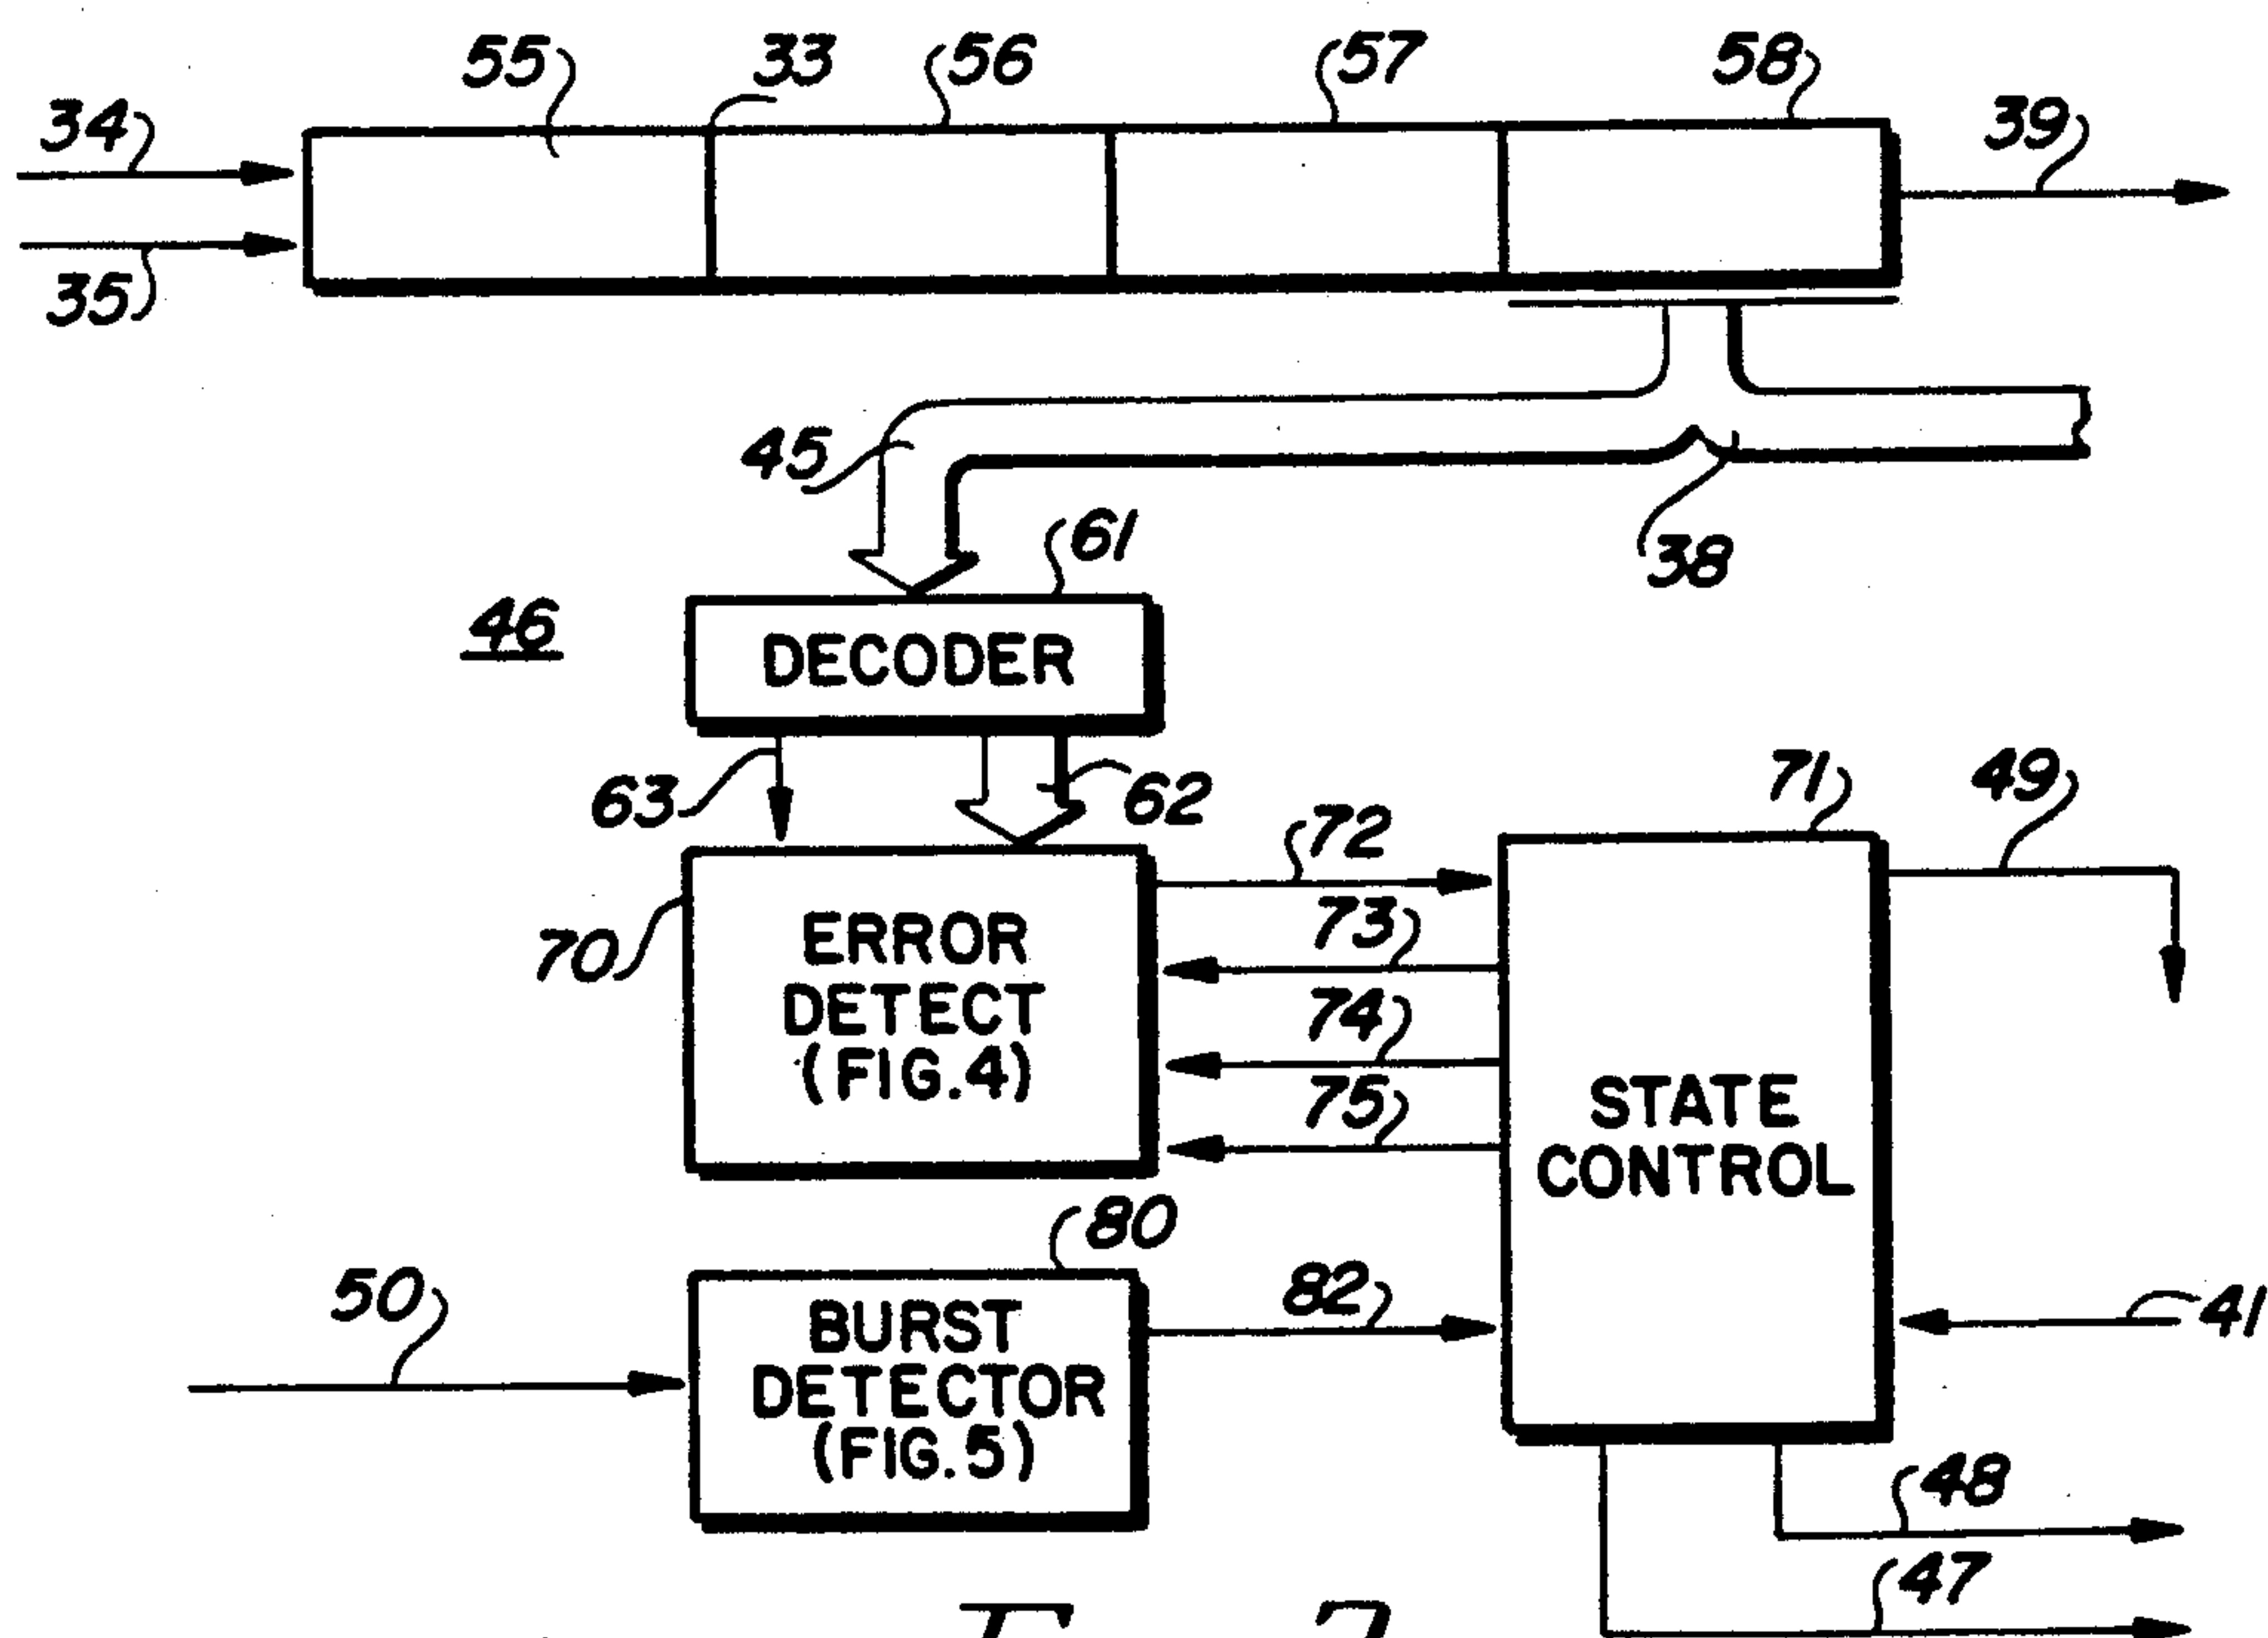 55 33 56 57 58
34 39
35
45
61
38
46
DECODER
63 62 71 49
72
70 ERROR 73
DETECT 74
(FIG.4) 75
STATE
CONTROL
80
50 82 41
BURST
DETECTOR
(FIG.5)
48
47